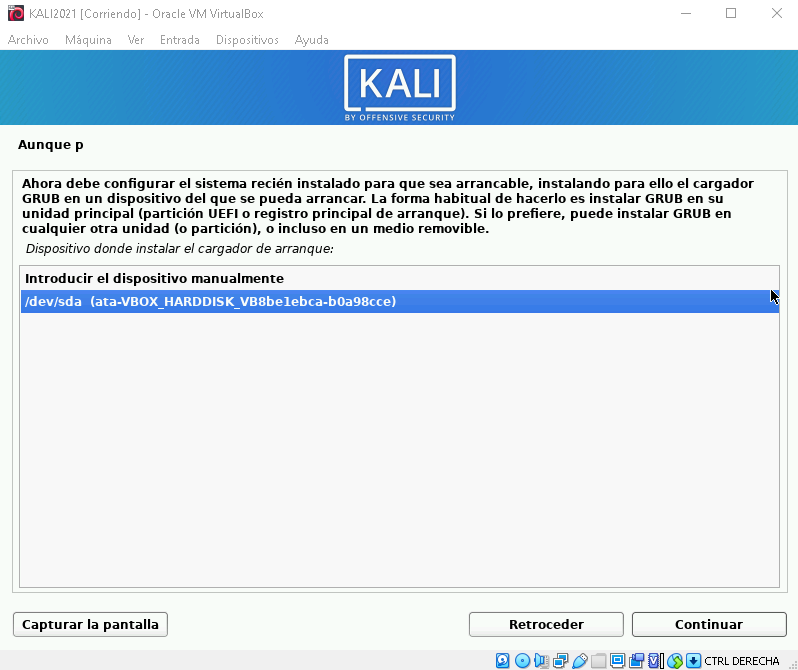 KALI2021 [Corriendo] - Oracle VM VirtualBox
Archivo Máquina Ver Entrada Dispositivos Ayuda
KALI
BY OFFENSIVE SECURITY
Aunque p
Ahora debe configurar el sistema recién instalado para que sea arrancable, instalando para ello el cargador
GRUB en un dispositivo del que se pueda arrancar. La forma habitual de hacerlo es instalar GRUB en su
unidad principal (partición UEFI o registro principal de arranque). Si lo prefiere, puede instalar GRUB en
cualquier otra unidad (o partición), o incluso en un medio removible.
Dispositivo donde instalar el cargador de arranque:
Introducir el dispositivo manualmente
/dev/sda (ata-VBOX_HARDDISK_VB8be1ebca-b0a98cce)
Capturar la pantalla Retroceder Continuar
CTRL DERECHA